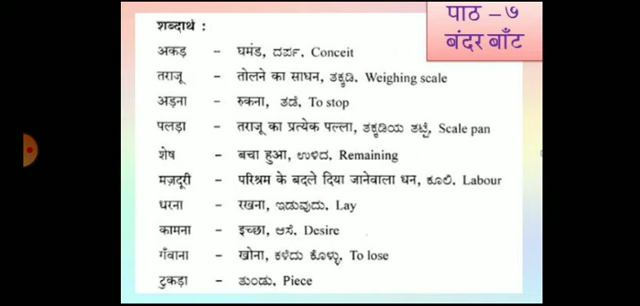 पाठ – ७
बंदर बाँट
शब्दार्थ :
अकड़ – घमंड, ದರ್ಪ, Conceit
तराजू – तोलने का साधन, ತಕ್ಕಡಿ, Weighing scale
अड़ना – रुकना, ತಡೆ, To stop
पलड़ा – तराजू का प्रत्येक पल्ला, ತಕ್ಕಡಿಯ ತಟ್ಟೆ, Scale pan
शेष – बचा हुआ, ಉಳಿದ, Remaining
मज़दूरी – परिश्रम के बदले दिया जानेवाला धन, ಕೂಲಿ, Labour
धरना – रखना, ಇಡುವುದು, Lay
कामना – इच्छा, ಆಸೆ, Desire
गँवाना – खोना, ಕಳೆದು ಕೊಳ್ಳು, To lose
टुकड़ा – ತುಂಡು, Piece